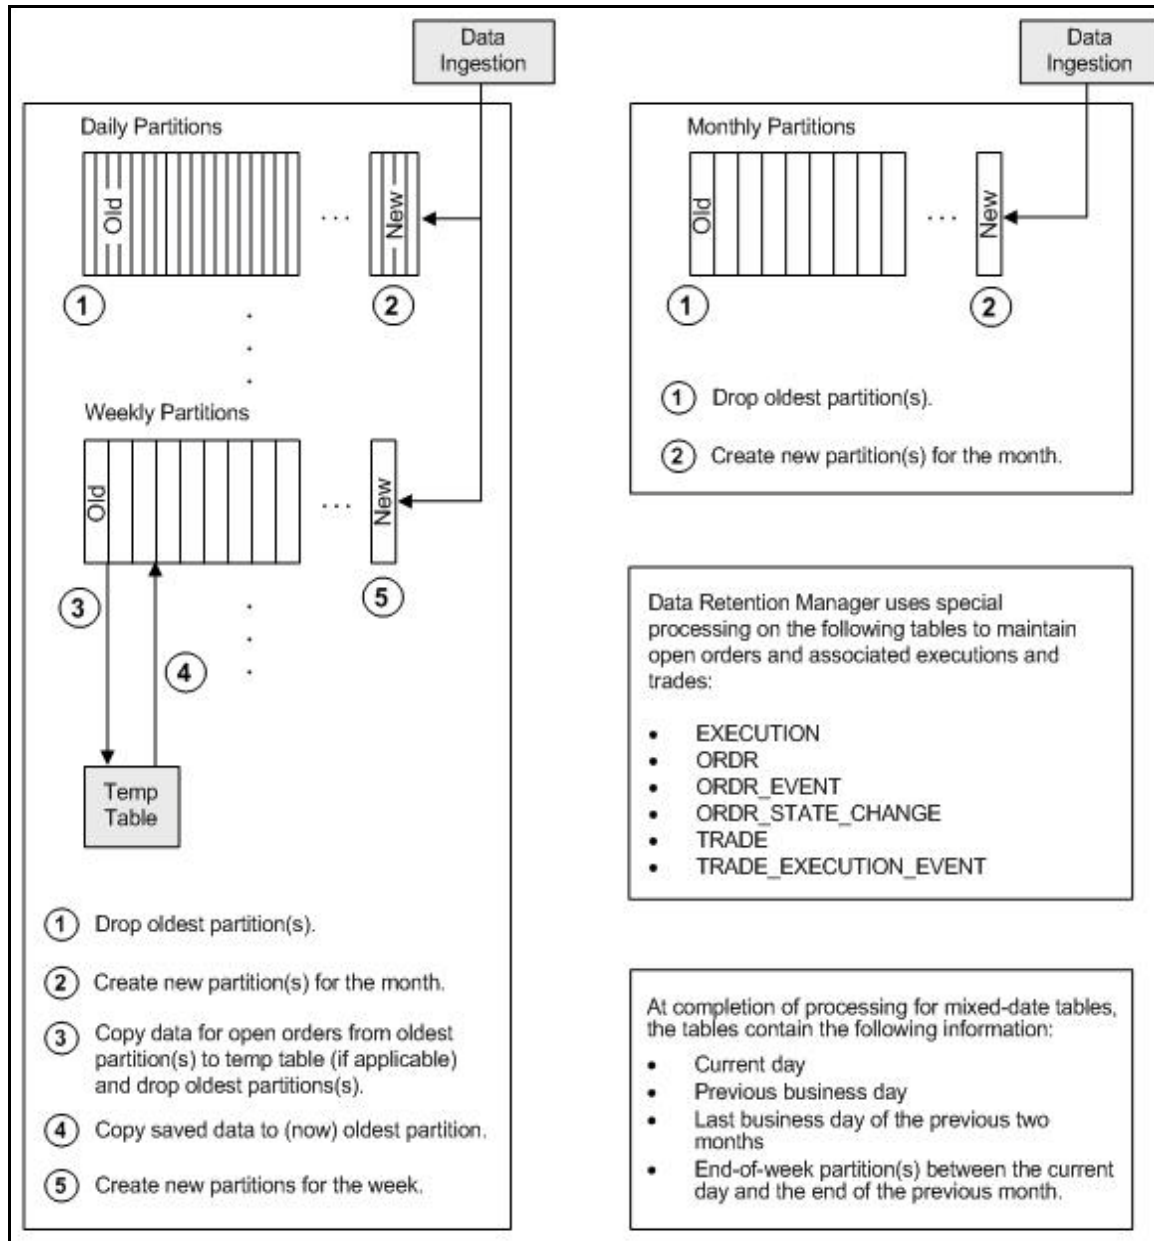 Data
Ingestion
Daily Partitions
Old
...
New
1
2
Weekly Partitions
Old
...
New
3
5
4
Temp
Table
1 Drop oldest partition(s).
2 Create new partition(s) for the month.
3 Copy data for open orders from oldest
partition(s) to temp table (if applicable)
and drop oldest partitions(s).
4 Copy saved data to (now) oldest partition.
5 Create new partitions for the week.
Data
Ingestion
Monthly Partitions
Old
...
New
1
2
1 Drop oldest partition(s).
2 Create new partition(s) for the month.
Data Retention Manager uses special
processing on the following tables to maintain
open orders and associated executions and
trades:
• EXECUTION
• ORDR
• ORDR_EVENT
• ORDR_STATE_CHANGE
• TRADE
• TRADE_EXECUTION_EVENT
At completion of processing for mixed-date tables,
the tables contain the following information:
• Current day
• Previous business day
• Last business day of the previous two
months
• End-of-week partition(s) between the current
day and the end of the previous month.